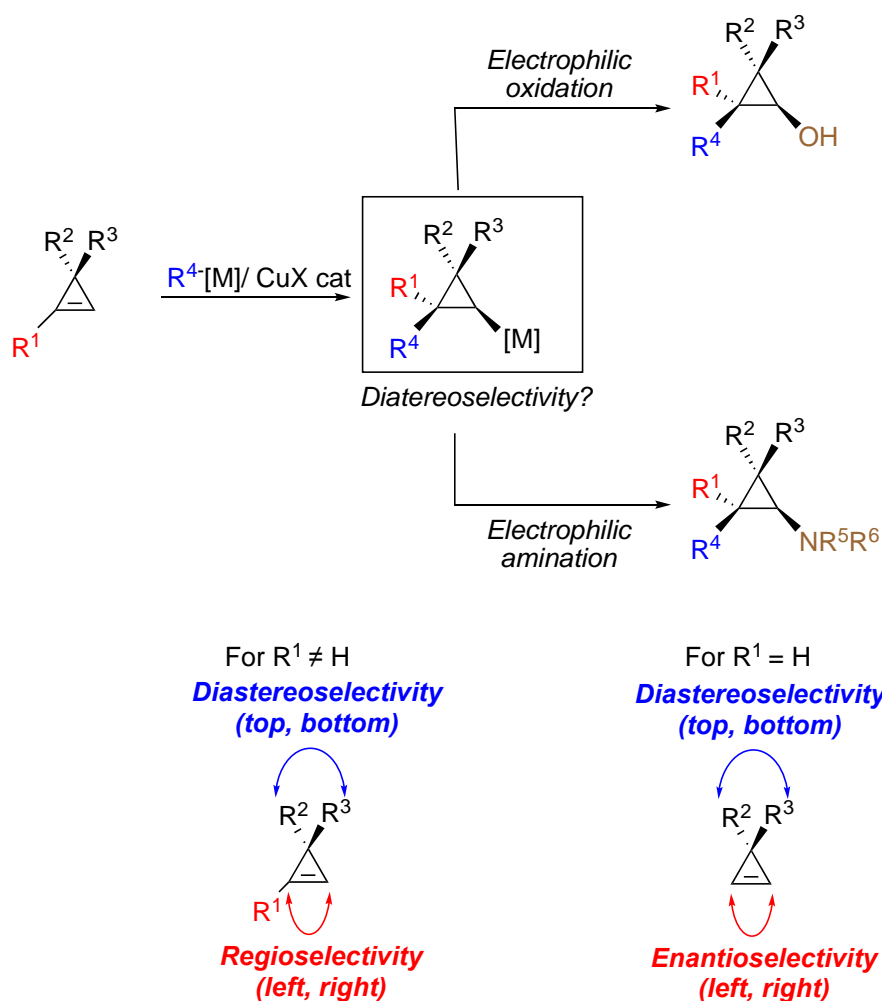 R² R³
Electrophilic
oxidation
R¹
R⁴
OH
R² R³
R¹
R⁴-[M]/ CuX cat
R² R³
R¹
R⁴
[M]
Diatereoselectivity?
R² R³
R¹
R⁴
NR⁵R⁶
Electrophilic
amination
For R¹ ≠ H
Diastereoselectivity
(top, bottom)
R² R³
R¹
Regioselectivity
(left, right)
For R¹ = H
Diastereoselectivity
(top, bottom)
R² R³
Enantioselectivity
(left, right)